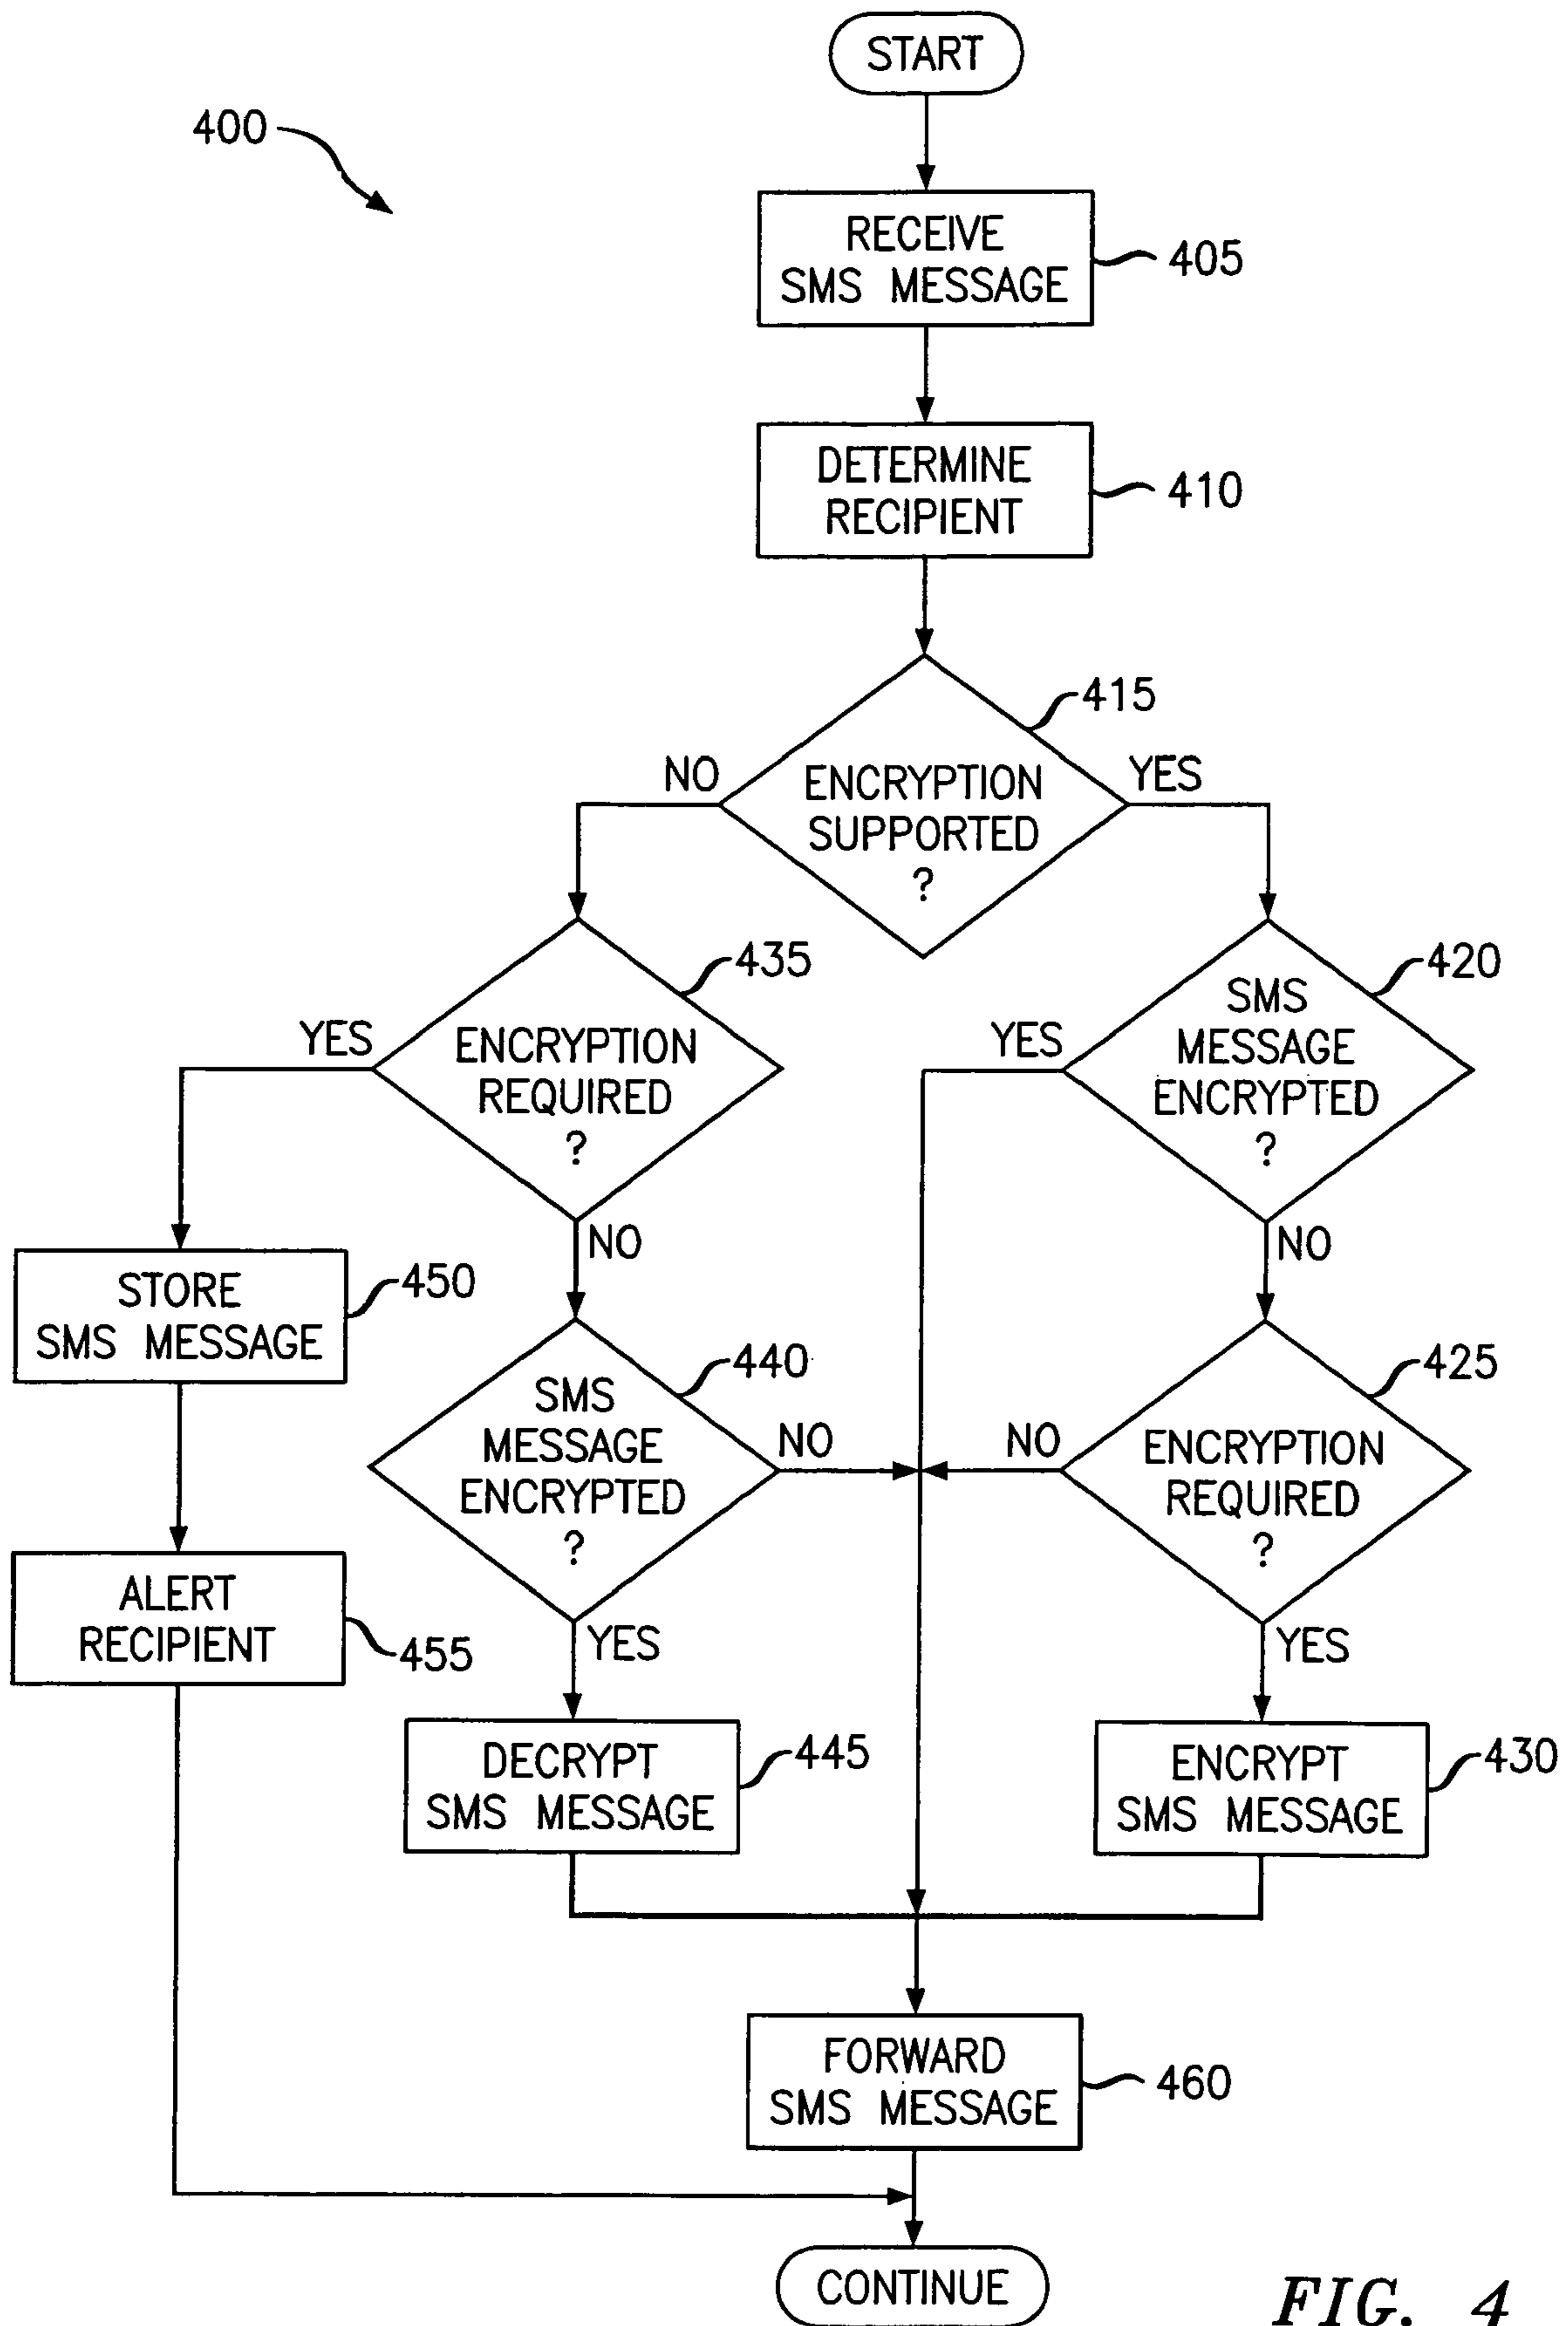 START
400
RECEIVE
SMS MESSAGE
405
DETERMINE
RECIPIENT
410
415
NO
ENCRYPTION
SUPPORTED
?
YES
435
YES
ENCRYPTION
REQUIRED
?
NO
420
YES
SMS
MESSAGE
ENCRYPTED
?
NO
STORE
SMS MESSAGE
450
440
SMS
MESSAGE
ENCRYPTED
?
NO
YES
425
NO
ENCRYPTION
REQUIRED
?
YES
ALERT
RECIPIENT
455
DECRYPT
SMS MESSAGE
445
ENCRYPT
SMS MESSAGE
430
FORWARD
SMS MESSAGE
460
CONTINUE
FIG. 4